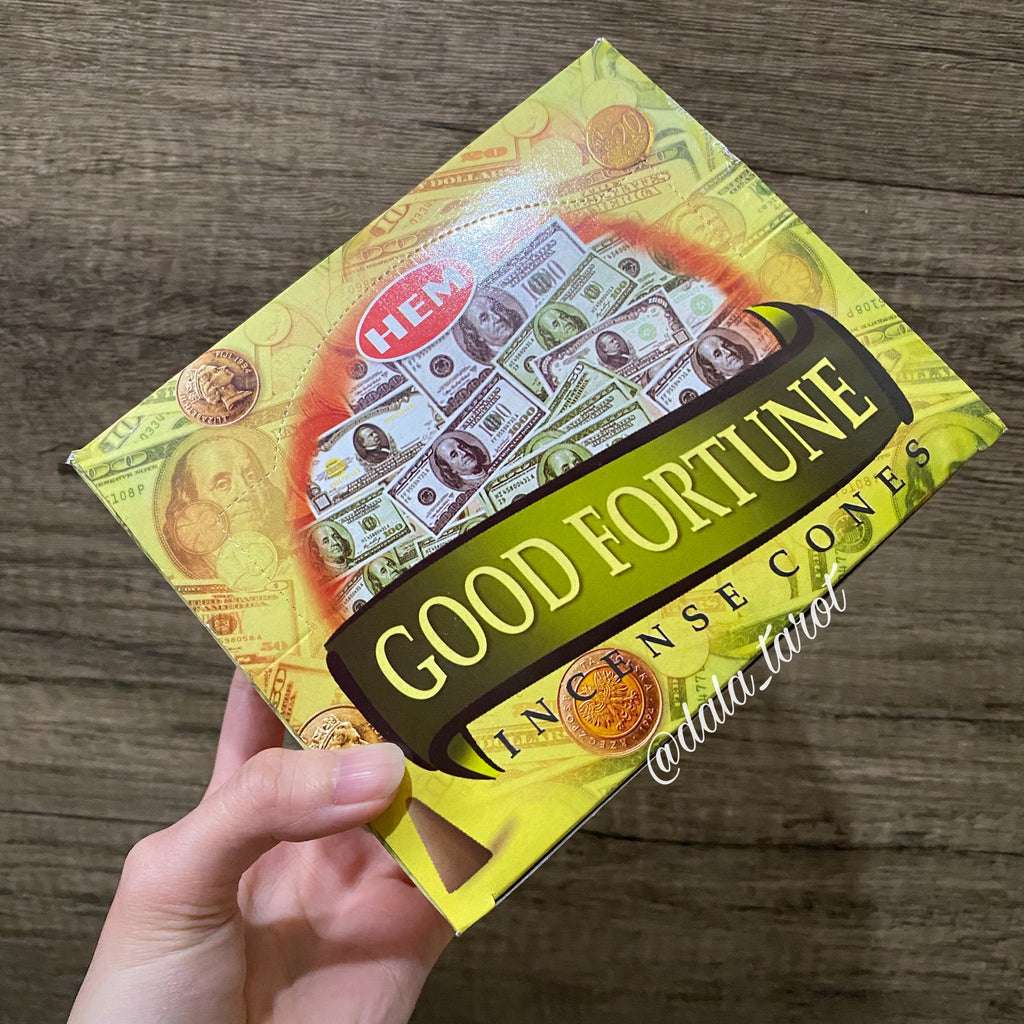 HEM
GOOD FORTUNE
INCENSE CONES
@dala_tarot